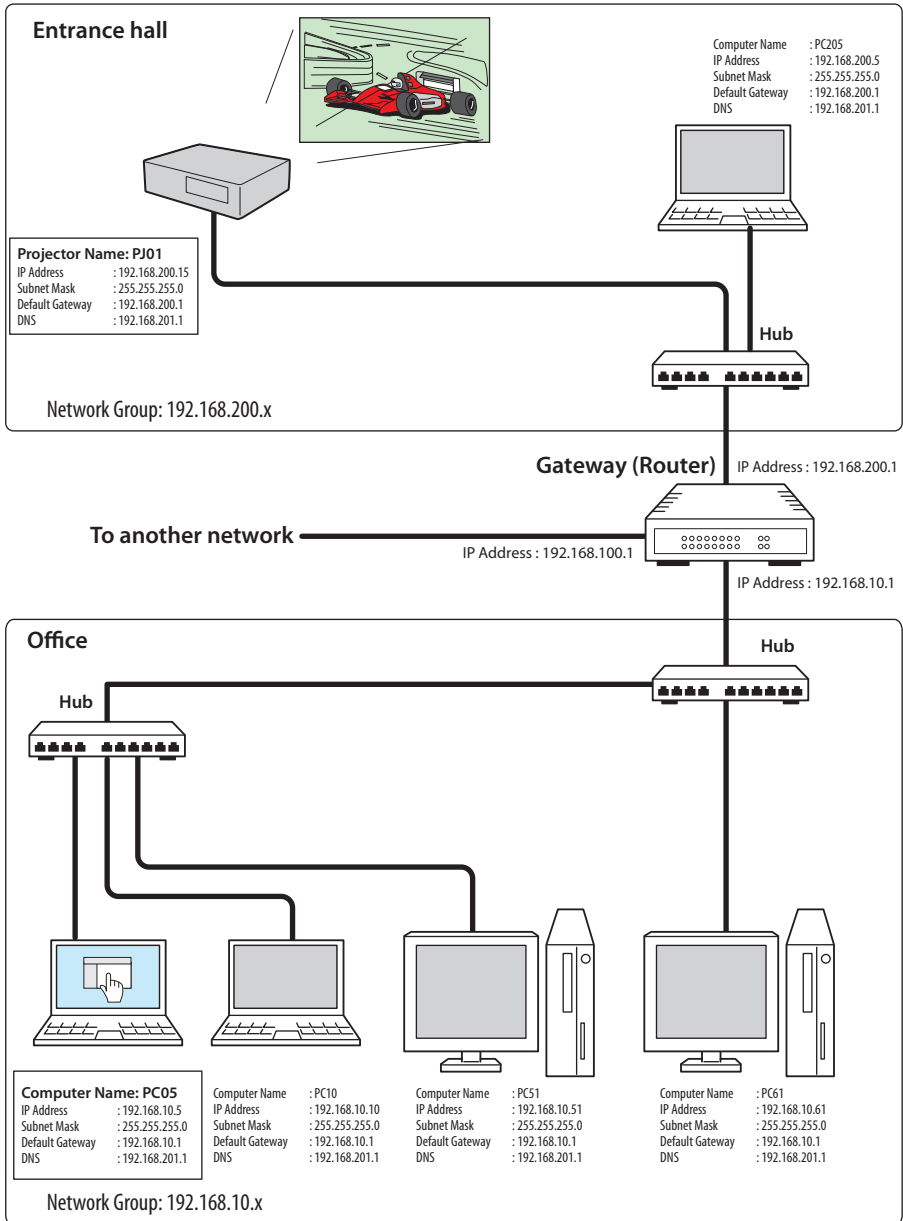 Entrance hall
Computer Name : PC205
IP Address : 192.168.200.5
Subnet Mask : 255.255.255.0
Default Gateway : 192.168.200.1
DNS : 192.168.201.1
Projector Name: PJ01
IP Address : 192.168.200.15
Subnet Mask : 255.255.255.0
Default Gateway : 192.168.200.1
DNS : 192.168.201.1
Hub
Network Group: 192.168.200.x
Gateway (Router)
IP Address : 192.168.200.1
To another network
IP Address : 192.168.100.1
IP Address : 192.168.10.1
Office
Hub
Hub
Computer Name: PC05
IP Address : 192.168.10.5
Subnet Mask : 255.255.255.0
Default Gateway : 192.168.10.1
DNS : 192.168.201.1
Computer Name : PC10
IP Address : 192.168.10.10
Subnet Mask : 255.255.255.0
Default Gateway : 192.168.10.1
DNS : 192.168.201.1
Computer Name : PC51
IP Address : 192.168.10.51
Subnet Mask : 255.255.255.0
Default Gateway : 192.168.10.1
DNS : 192.168.201.1
Computer Name : PC61
IP Address : 192.168.10.61
Subnet Mask : 255.255.255.0
Default Gateway : 192.168.10.1
DNS : 192.168.201.1
Network Group: 192.168.10.x